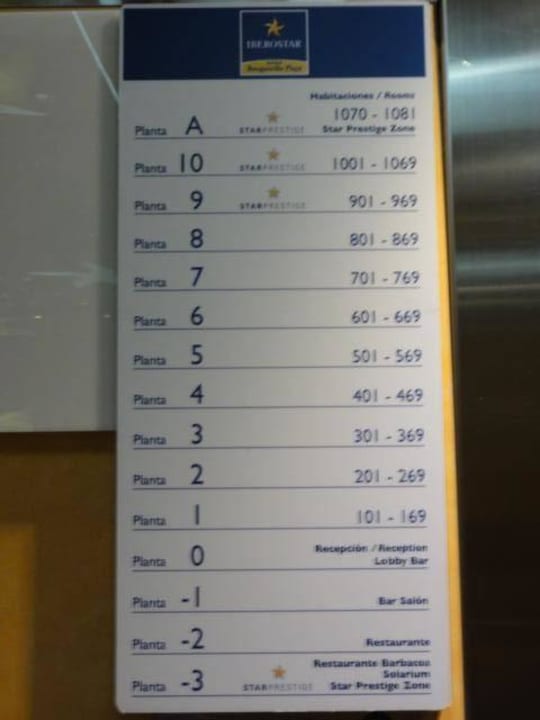 IBEROSTAR
Bouganville Playa
Habitaciones / Rooms
Planta A STARPRESTIGE 1070 - 1081
Star Prestige Zone
Planta 10 STARPRESTIGE 1001 - 1069
Planta 9 STARPRESTIGE 901 - 969
Planta 8 801 - 869
Planta 7 701 - 769
Planta 6 601 - 669
Planta 5 501 - 569
Planta 4 401 - 469
Planta 3 301 - 369
Planta 2 201 - 269
Planta 1 101 - 169
Planta 0 Recepción / Reception
Lobby Bar
Planta -1 Bar Salón
Planta -2 Restaurante
Restaurante Barbacoa
Solarium
Planta -3 STARPRESTIGE Star Prestige Zone